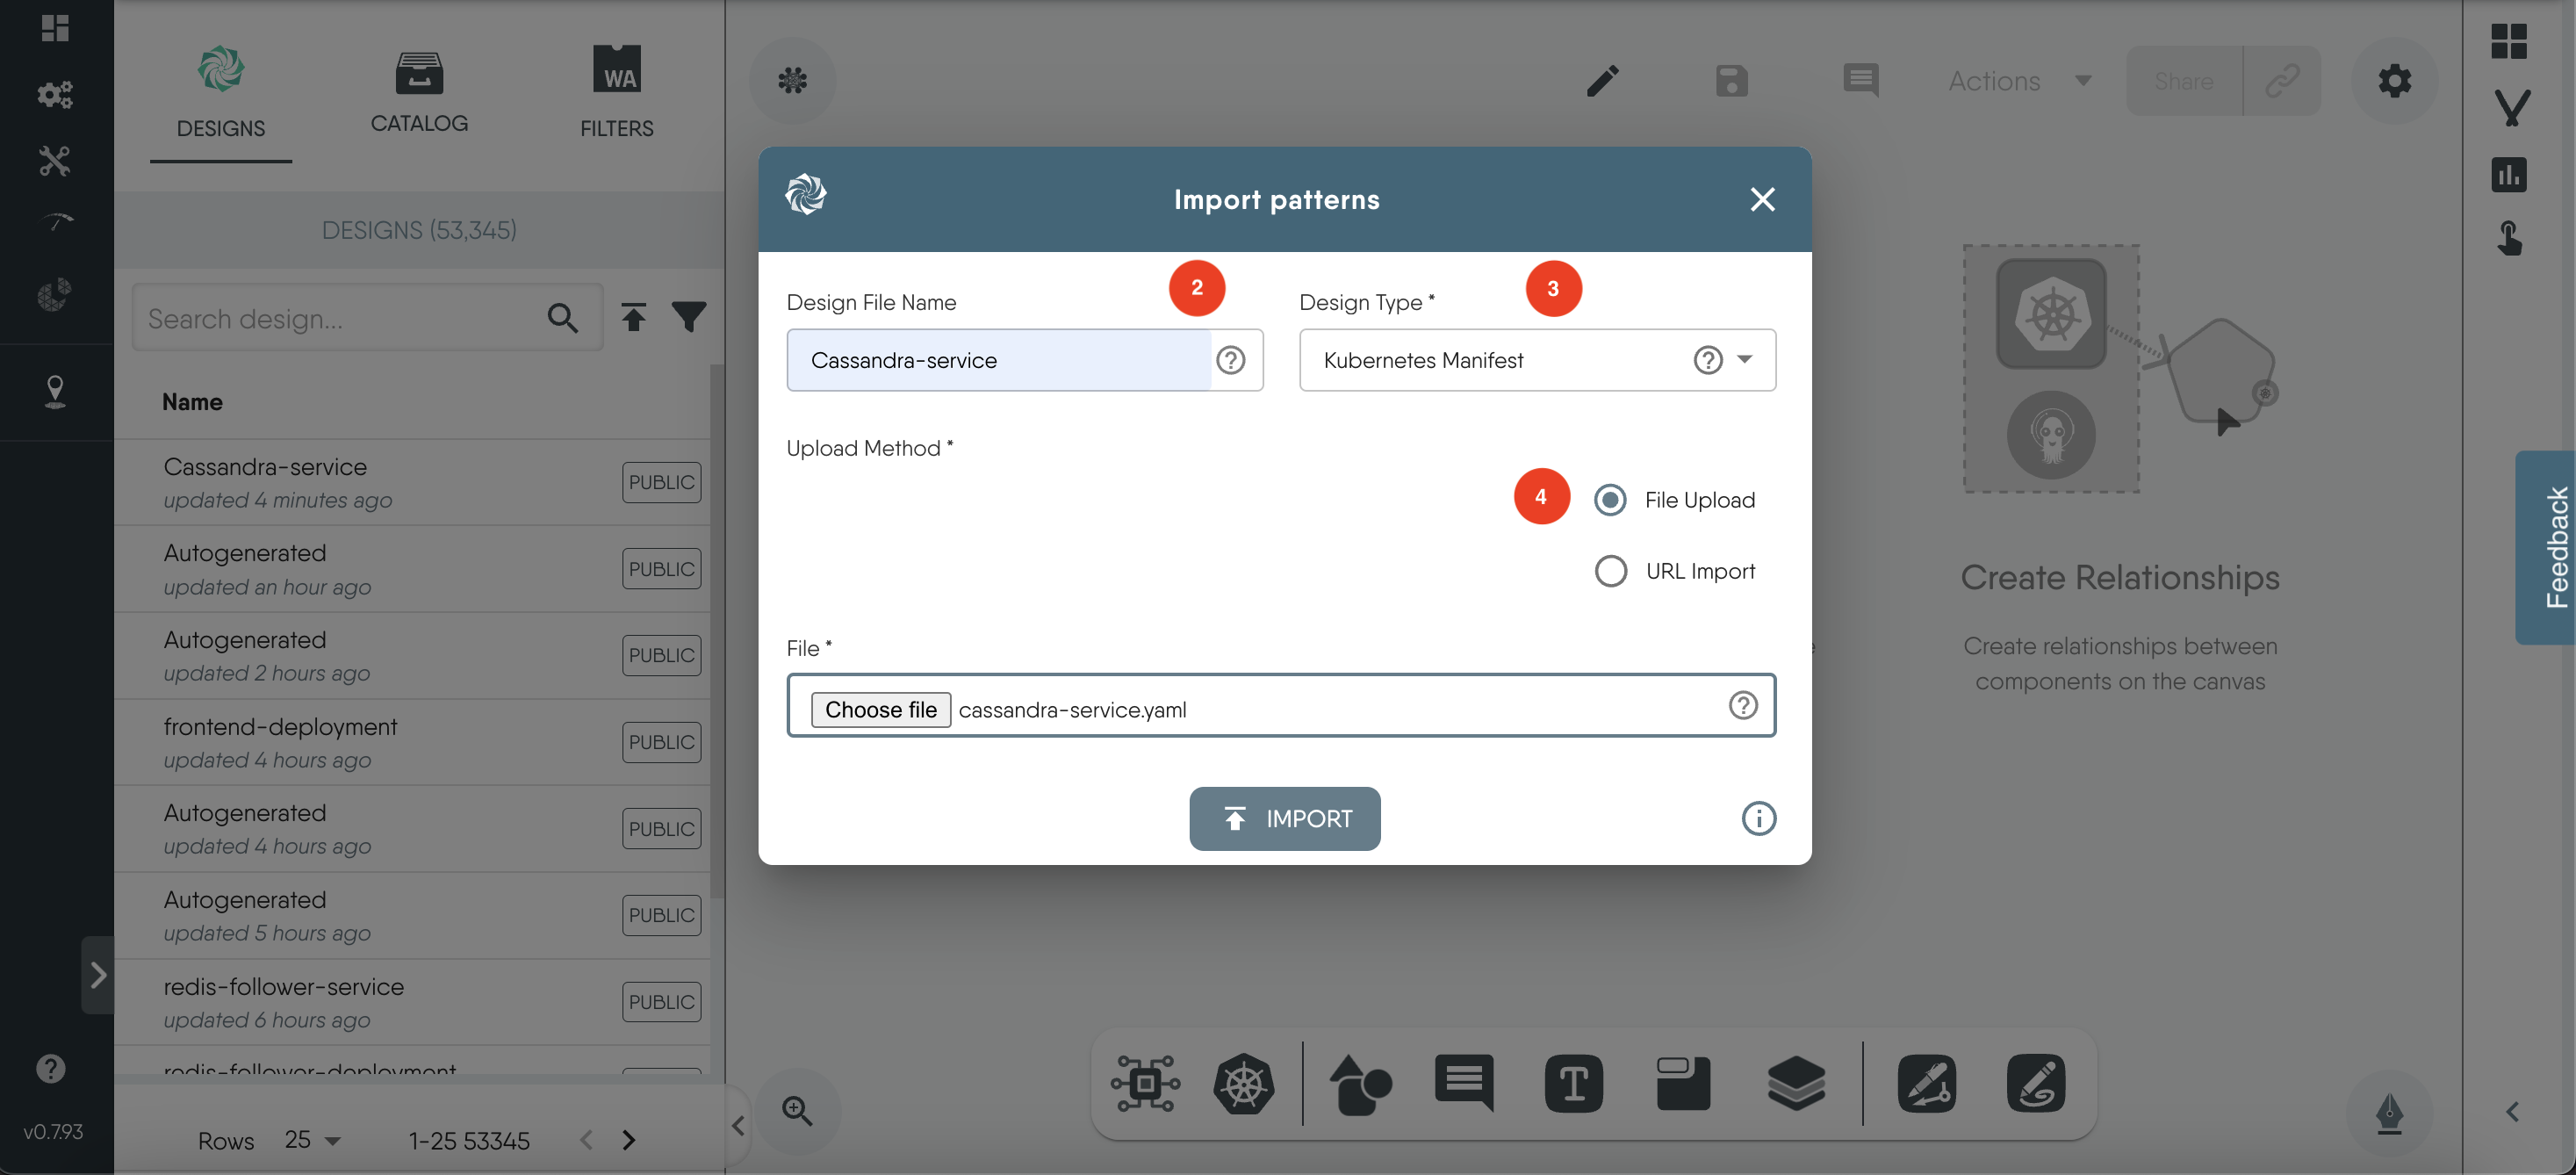 DESIGNS
CATALOG
WA
FILTERS
DESIGNS (53,345)
Search design...
Name
Cassandra-service
updated 4 minutes ago
PUBLIC
Autogenerated
updated an hour ago
PUBLIC
Autogenerated
updated 2 hours ago
PUBLIC
frontend-deployment
updated 4 hours ago
PUBLIC
Autogenerated
updated 4 hours ago
PUBLIC
Autogenerated
updated 5 hours ago
PUBLIC
redis-follower-service
updated 6 hours ago
PUBLIC
redis-follower-deployment
Rows 25 1-25 53345
v0.7.93
Actions
Share
Import patterns
Design File Name
2
Cassandra-service
Design Type *
3
Kubernetes Manifest
Upload Method *
4
File Upload
URL Import
File *
Choose file cassandra-service.yaml
IMPORT
Create Relationships
Create relationships between
components on the canvas
Feedback
T